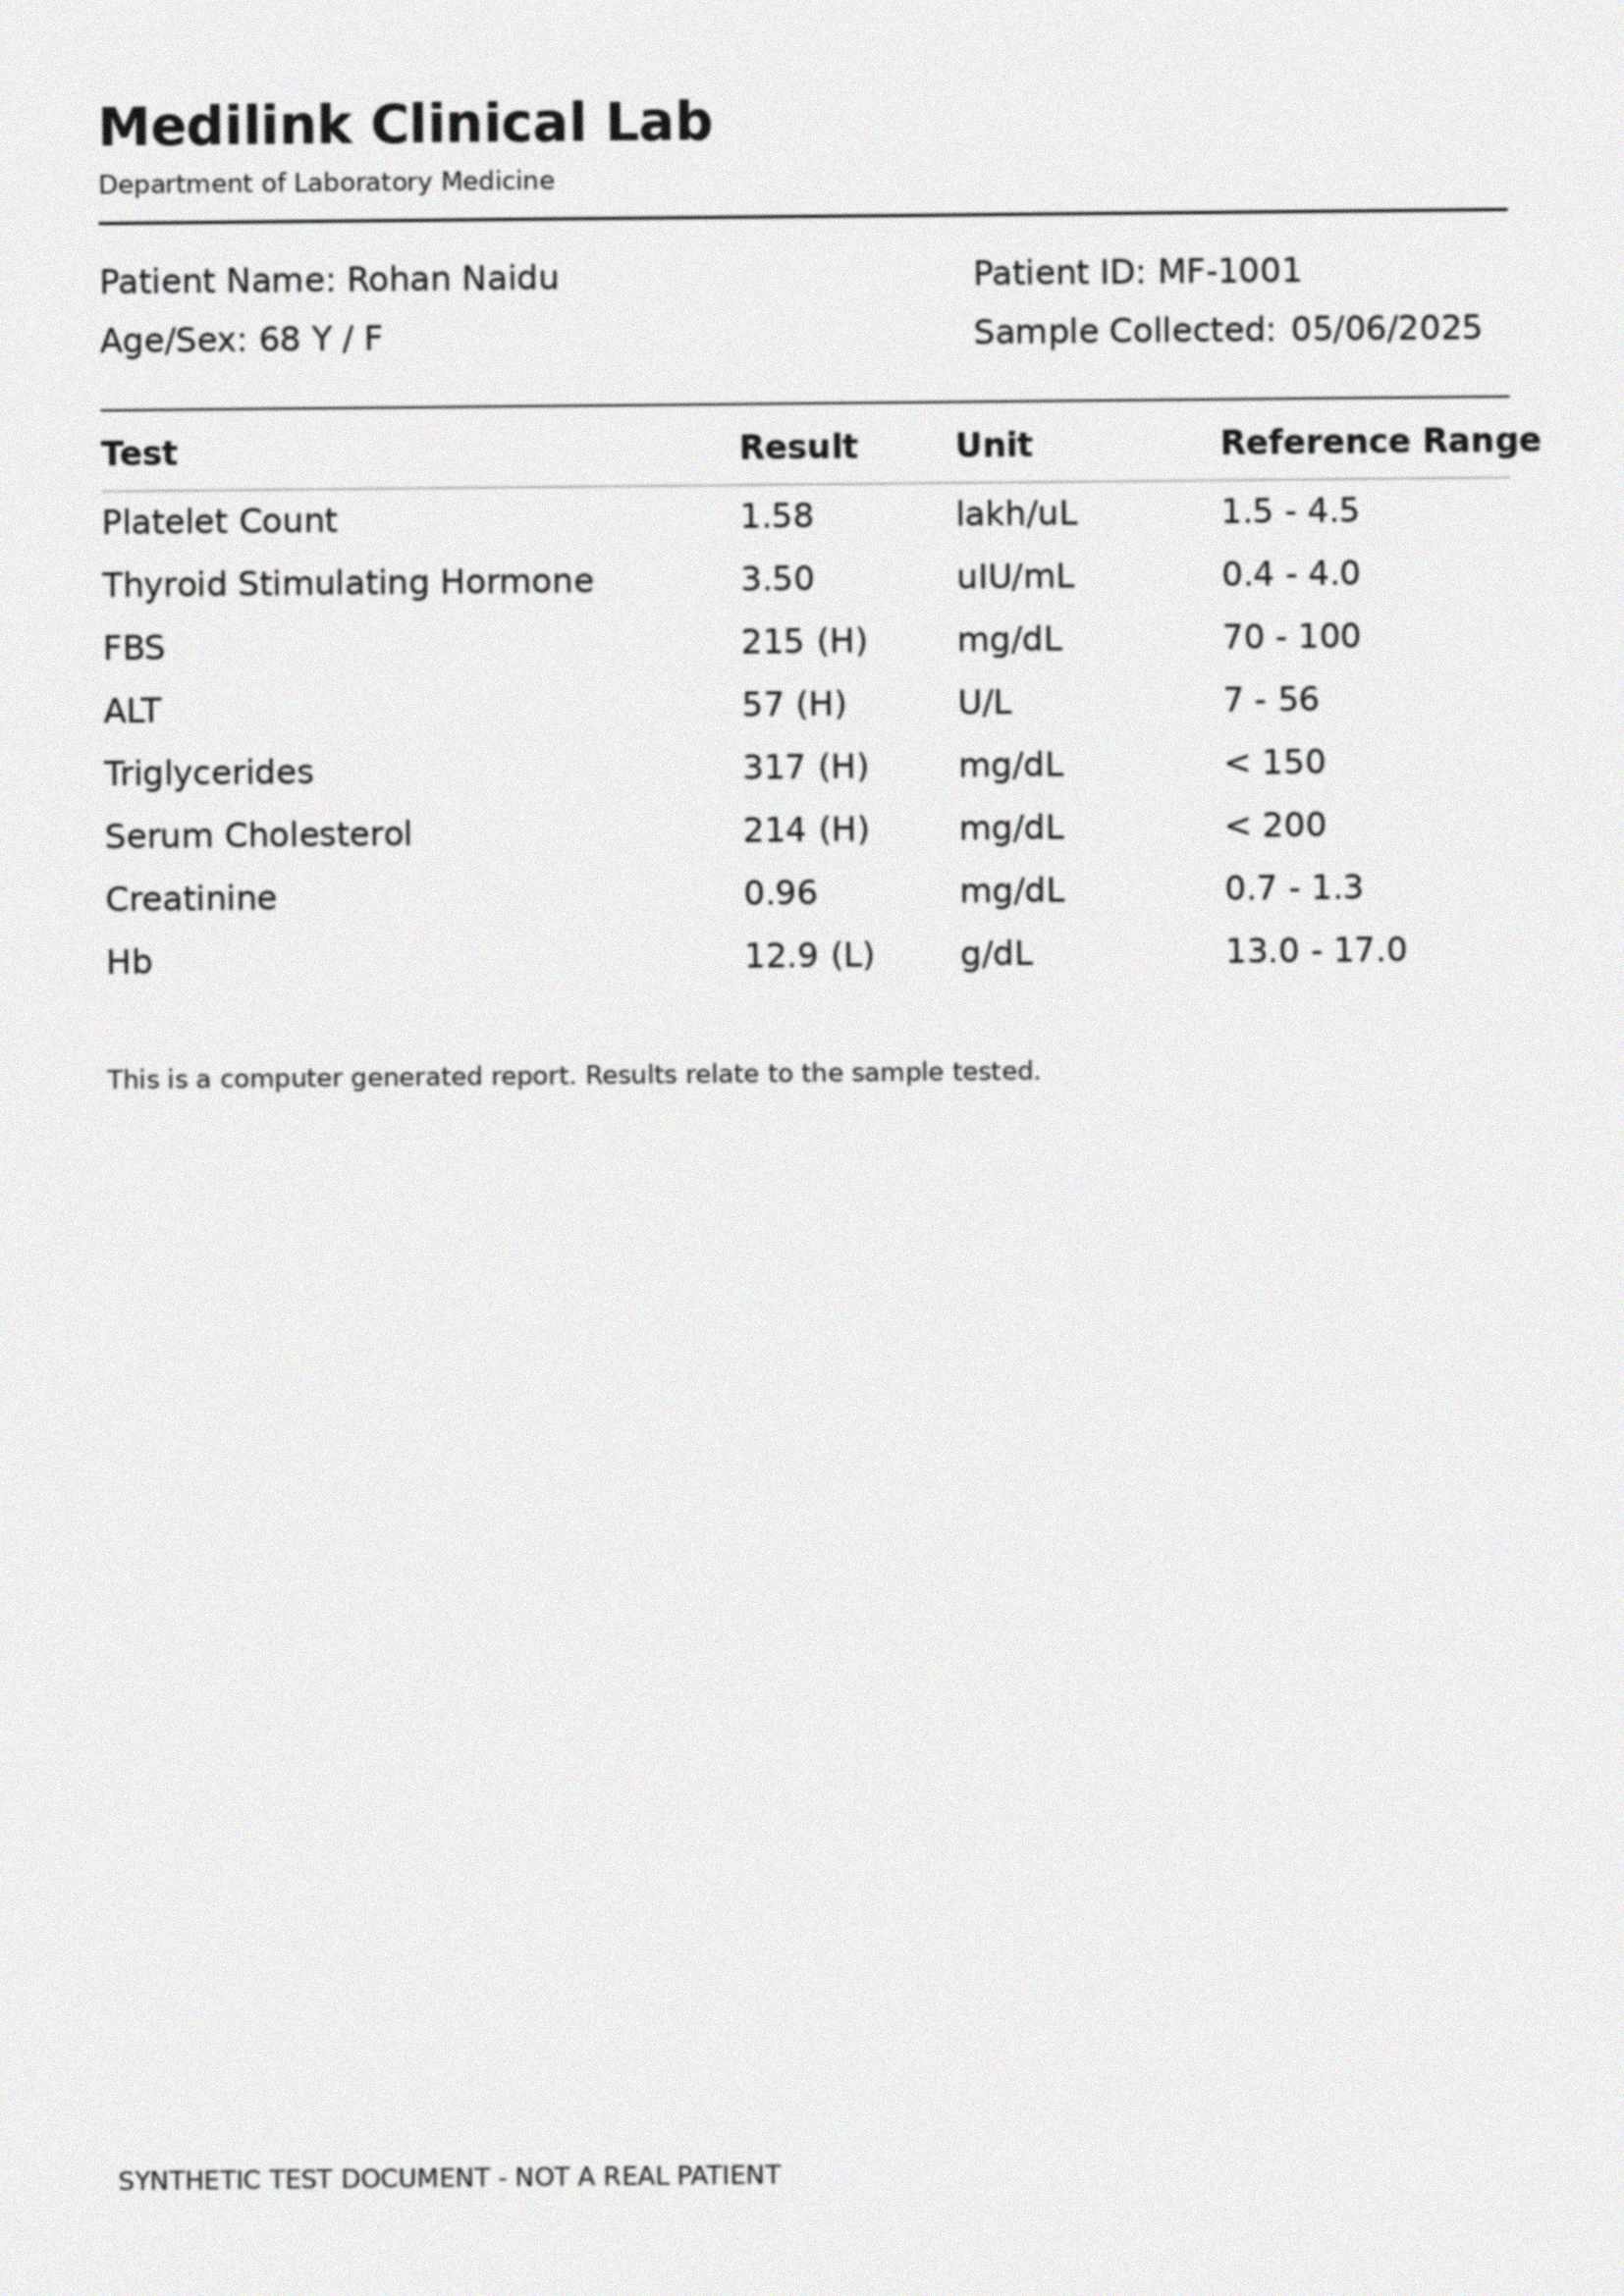 Medilink Clinical Lab
Department of Laboratory Medicine
Patient Name: Rohan Naidu Patient ID: MF-1001
Age/Sex: 68 Y / F Sample Collected: 05/06/2025
Test Result Unit Reference Range
Platelet Count 1.58 lakh/uL 1.5 - 4.5
Thyroid Stimulating Hormone 3.50 uIU/mL 0.4 - 4.0
FBS 215 (H) mg/dL 70 - 100
ALT 57 (H) U/L 7 - 56
Triglycerides 317 (H) mg/dL < 150
Serum Cholesterol 214 (H) mg/dL < 200
Creatinine 0.96 mg/dL 0.7 - 1.3
Hb 12.9 (L) g/dL 13.0 - 17.0
This is a computer generated report. Results relate to the sample tested.
SYNTHETIC TEST DOCUMENT - NOT A REAL PATIENT